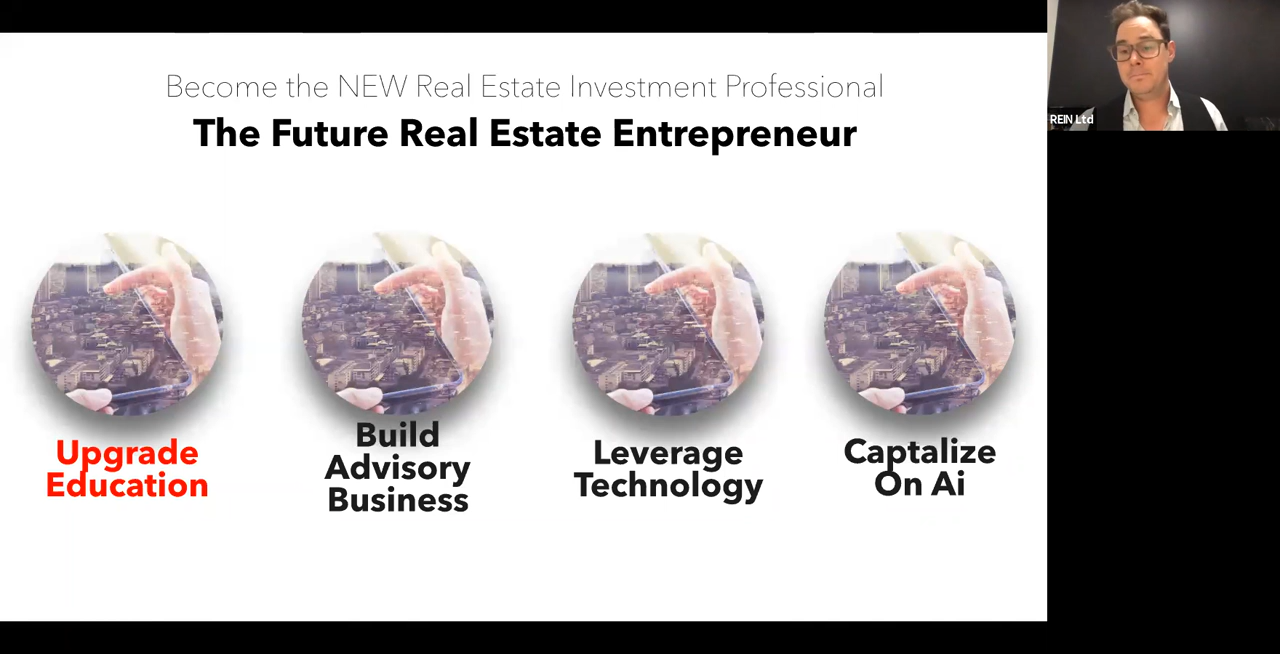 Become the NEW Real Estate Investment Professional
The Future Real Estate Entrepreneur
REIN Ltd
Upgrade
Education
Build
Advisory
Business
Leverage
Technology
Captalize
On Ai